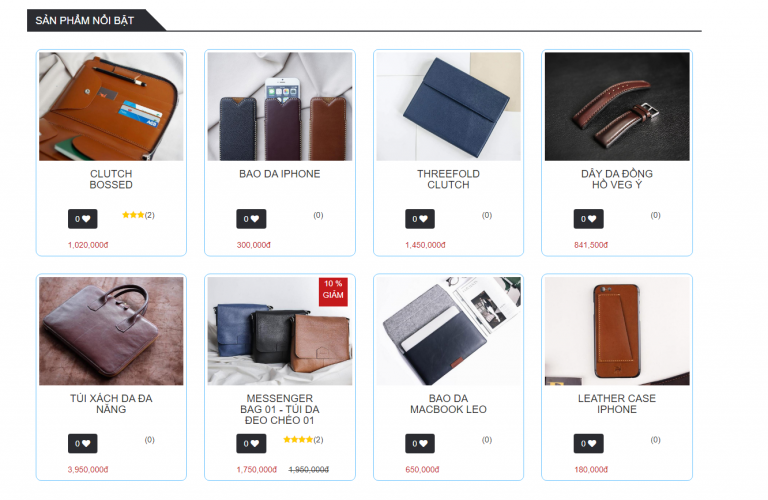 SẢN PHẨM NỔI BẬT
CLUTCH
BOSSED
0
(2)
1,020,000đ
BAO DA IPHONE
0
(0)
300,000đ
THREEFOLD
CLUTCH
0
(0)
1,450,000đ
DÂY DA ĐỒNG
HỒ VEG Ý
0
(0)
841,500đ
TÚI XÁCH DA ĐA
NĂNG
0
(0)
3,950,000đ
10 %
GIẢM
MESSENGER
BAG 01 - TÚI DA
ĐEO CHÉO 01
0
(2)
1,750,000đ 1,950,000đ
BAO DA
MACBOOK LEO
0
(0)
650,000đ
LEATHER CASE
IPHONE
0
(0)
180,000đ